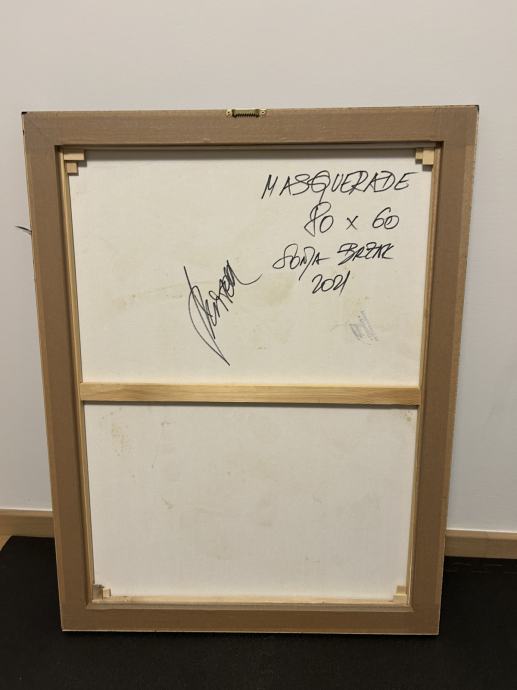 MASQUERADE
80 x 60
SONJA BRZAK
2021